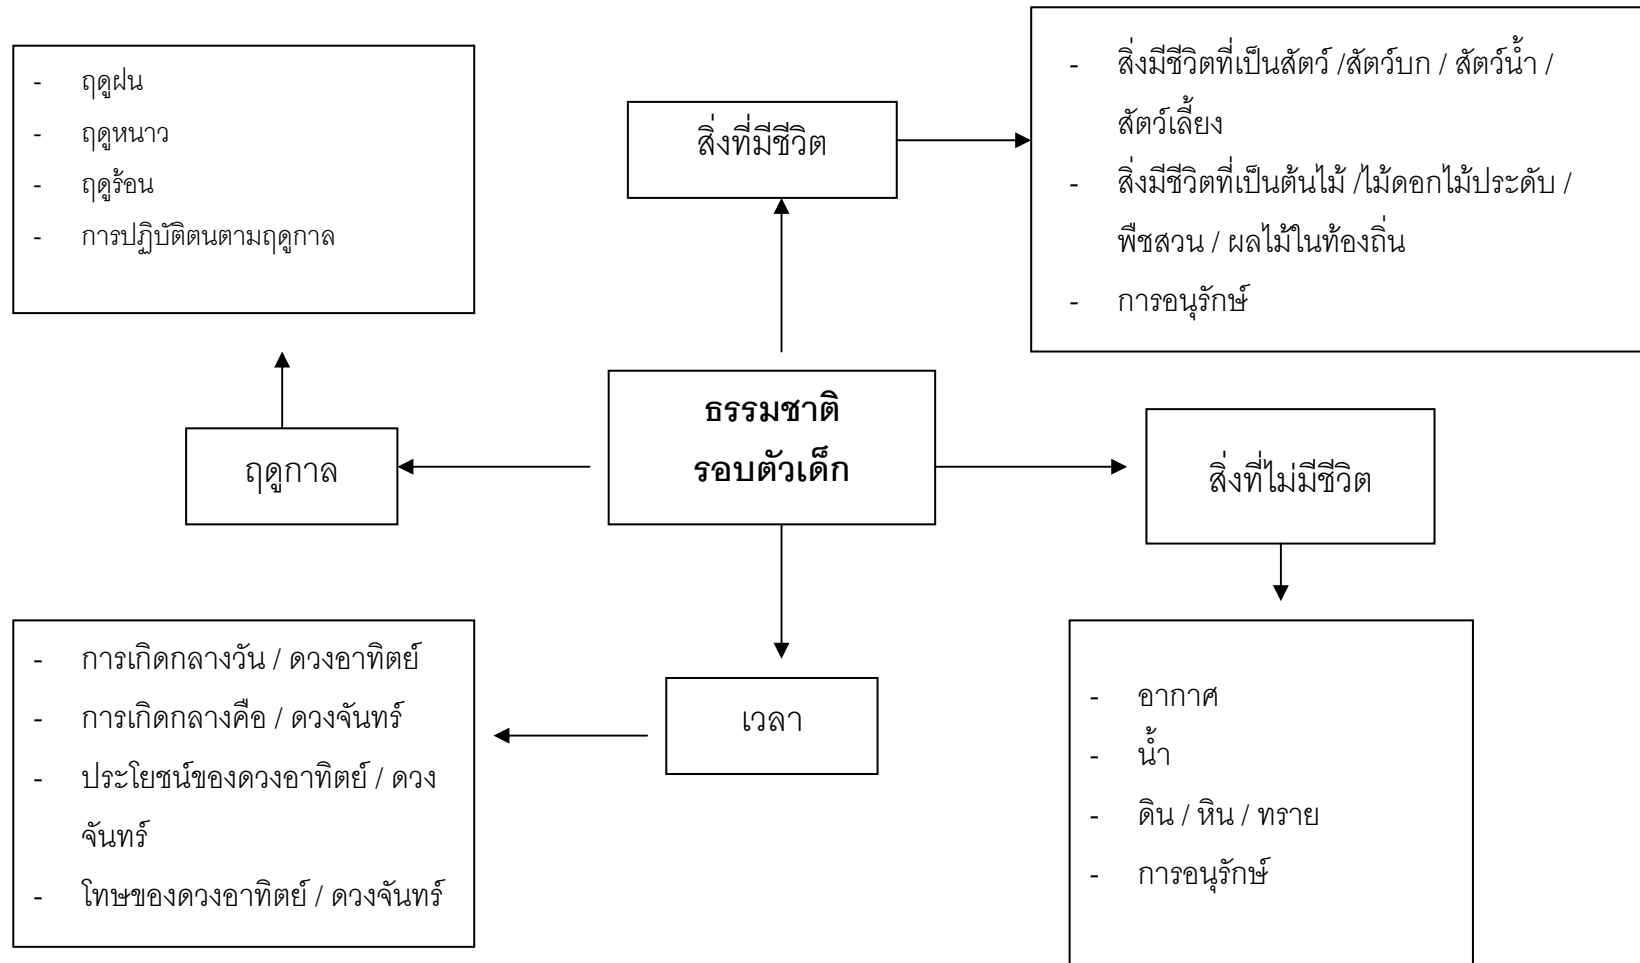 - ฤดูฝน
- ฤดูหนาว
- ฤดูร้อน
- การปฏิบัติตนตามฤดูกาล
สิ่งที่มีชีวิต
- สิ่งมีชีวิตที่เป็นสัตว์ /สัตว์บก / สัตว์น้ำ /
สัตว์เลี้ยง
- สิ่งมีชีวิตที่เป็นต้นไม้ /ไม้ดอกไม้ประดับ /
พืชสวน / ผลไม้ในท้องถิ่น
- การอนุรักษ์
ฤดูกาล
ธรรมชาติ
รอบตัวเด็ก
สิ่งที่ไม่มีชีวิต
- การเกิดกลางวัน / ดวงอาทิตย์
- การเกิดกลางคือ / ดวงจันทร์
- ประโยชน์ของดวงอาทิตย์ / ดวง
จันทร์
- โทษของดวงอาทิตย์ / ดวงจันทร์
เวลา
- อากาศ
- น้ำ
- ดิน / หิน / ทราย
- การอนุรักษ์